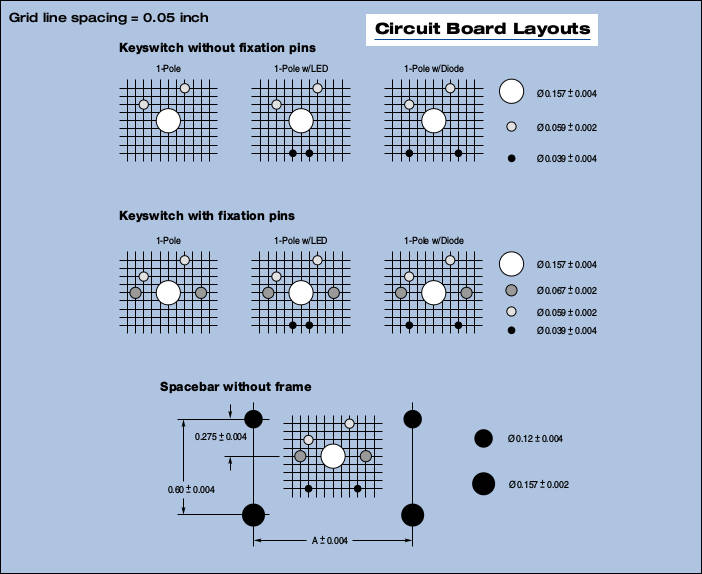 Grid line spacing = 0.05 inch
Circuit Board Layouts
Keyswitch without fixation pins
1-Pole
1-Pole w/LED
1-Pole w/Diode
Ø 0.157 ± 0.004
Ø 0.059 ± 0.002
Ø 0.039 ± 0.004
Keyswitch with fixation pins
1-Pole
1-Pole w/LED
1-Pole w/Diode
Ø 0.157 ± 0.004
Ø 0.067 ± 0.002
Ø 0.059 ± 0.002
Ø 0.039 ± 0.004
Spacebar without frame
0.275 ± 0.004
0.60 ± 0.004
A ± 0.004
Ø 0.12 ± 0.004
Ø 0.157 ± 0.002